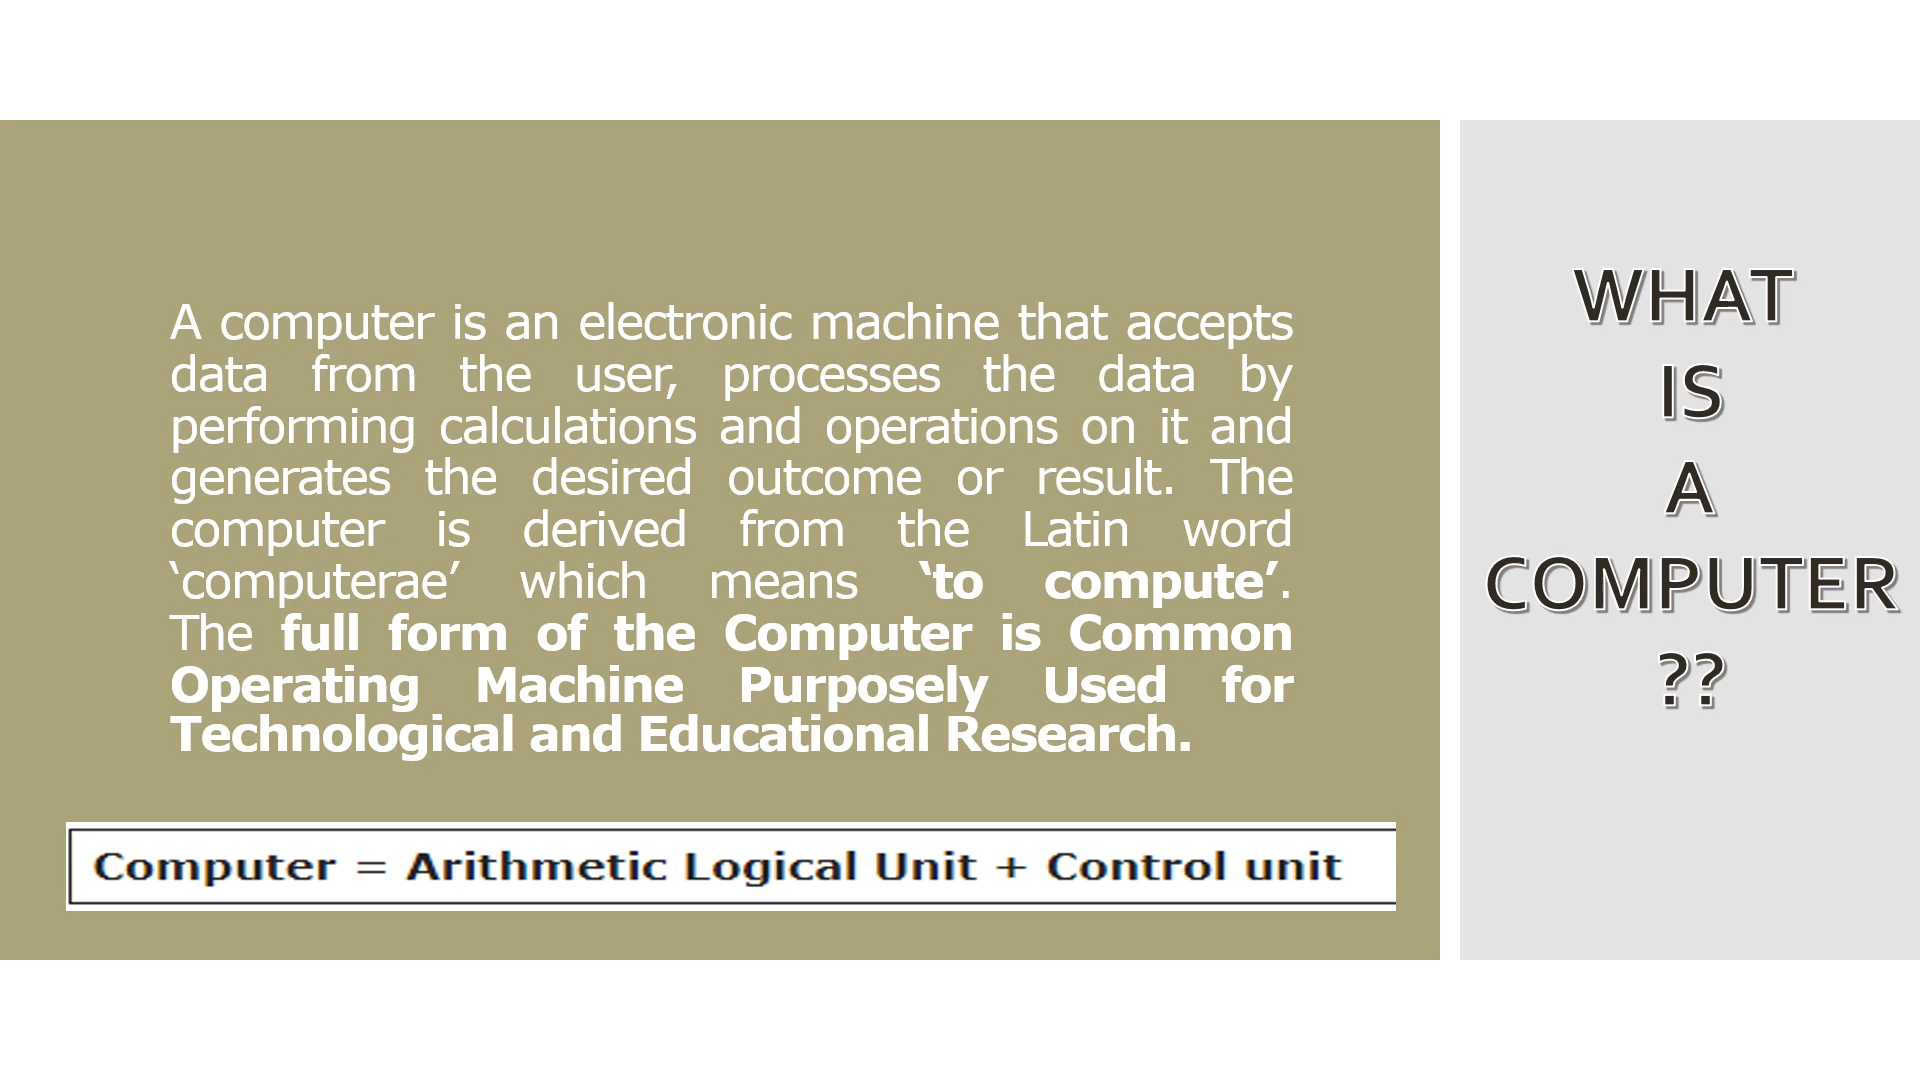 A computer is an electronic machine that accepts
data from the user, processes the data by
performing calculations and operations on it and
generates the desired outcome or result. The
computer is derived from the Latin word
‘computerae’ which means ‘to compute’.
The full form of the Computer is Common
Operating Machine Purposely Used for
Technological and Educational Research.
Computer = Arithmetic Logical Unit + Control unit
WHAT
IS
A
COMPUTER
??